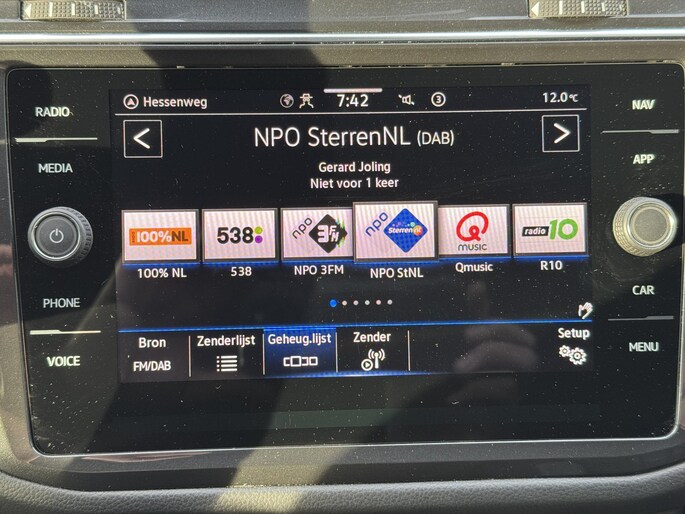 RADIO
MEDIA
PHONE
VOICE
Hessenweg
7:42
3
12.0 °C
NPO SterrenNL (DAB)
Gerard Joling
Niet voor 1 keer
100% NL
538
npo 3FM
npo Sterren nl
Q MUSIC
radio 10
100% NL
538
NPO 3FM
NPO StNL
Qmusic
R10
Bron
FM/DAB
Zenderlijst
Geheug.lijst
Zender
Setup
NAV
APP
CAR
MENU